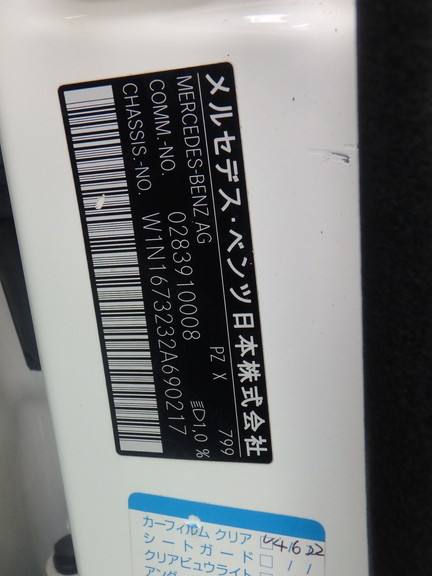 メルセデス・ベンツ日本株式会社
MERCEDES-BENZ AG PZ X 799
COMM.-NO. 0283910008 1,0 %
CHASSIS.-NO. W1N1673232A690217
カーフィルム クリア
シートガード
クリアビュウライト